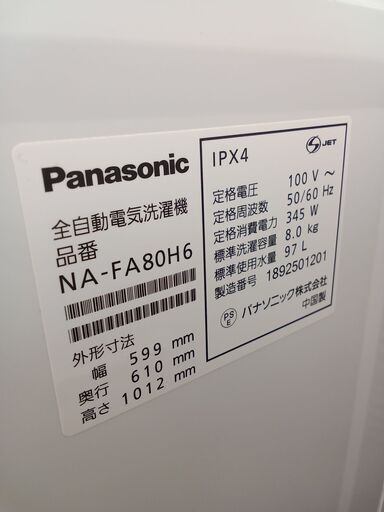 Panasonic
全自動電気洗濯機
品番
NA-FA80H6
外形寸法
幅 599 mm
奥行 610 mm
高さ 1012 mm
IPX4
S JET
定格電圧 100 V ～
定格周波数 50/60 Hz
定格消費電力 345 W
標準洗濯容量 8.0 kg
標準使用水量 97 L
製造番号 1892501201
PS E パナソニック株式会社
中国製